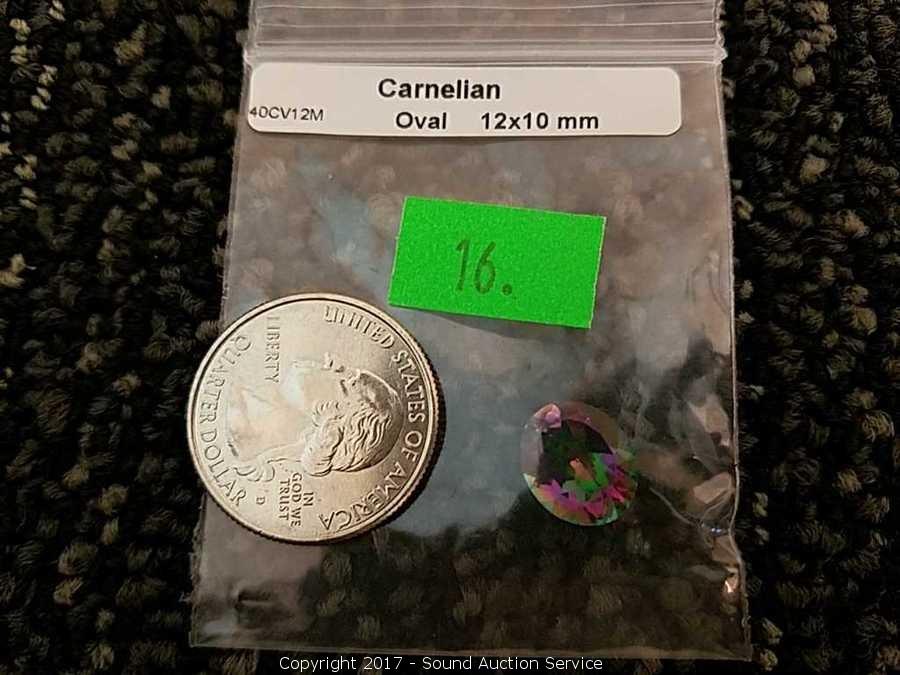 Carnelian
40CV12M
Oval 12x10 mm
16.
UNITED STATES OF AMERICA
LIBERTY
IN
GOD WE
TRUST
D
QUARTER DOLLAR
Copyright 2017 - Sound Auction Service